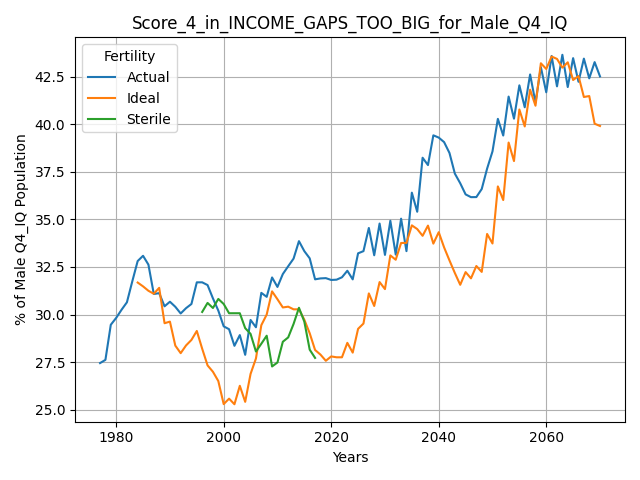 Score_4_in_INCOME_GAPS_TOO_BIG_for_Male_Q4_IQ
Fertility
Actual
Ideal
Sterile
% of Male Q4_IQ Population
42.5
40.0
37.5
35.0
32.5
30.0
27.5
25.0
1980 2000 2020 2040 2060
Years